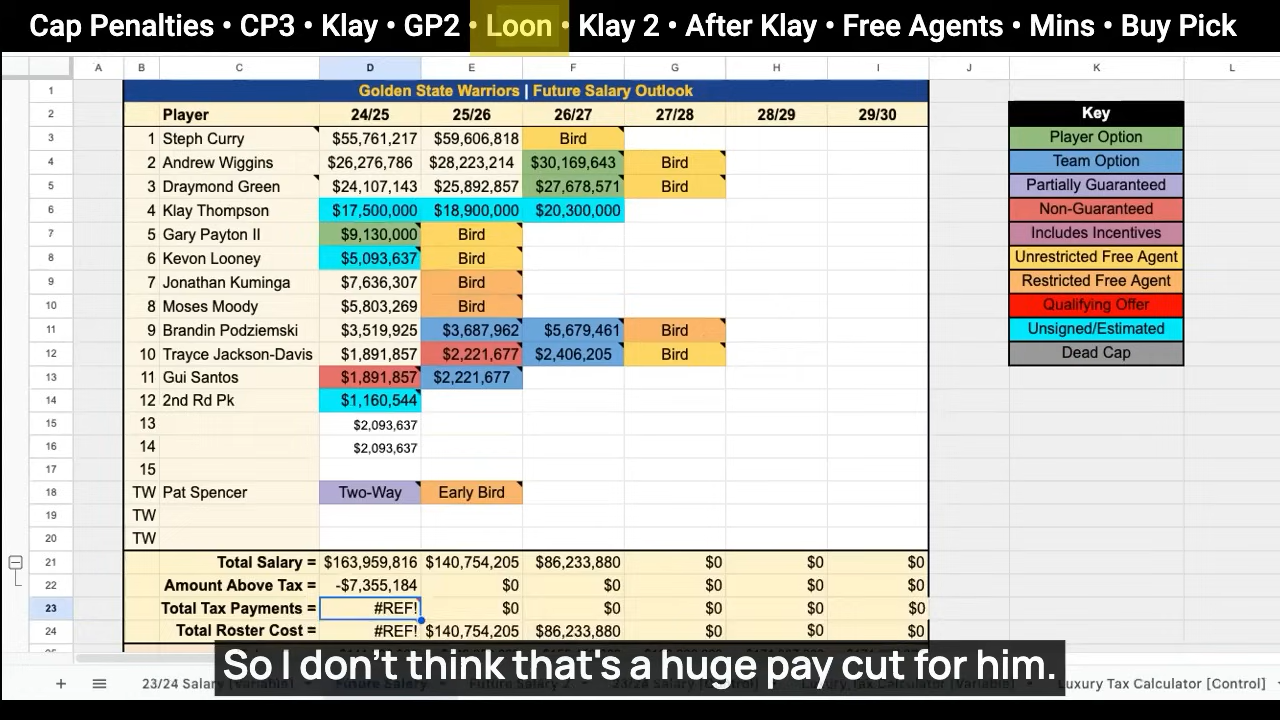 Cap Penalties • CP3 • Klay • GP2 • Loon • Klay 2 • After Klay • Free Agents • Mins • Buy Pick
A B C D E F G H I J K L
1 Golden State Warriors | Future Salary Outlook
2 Player 24/25 25/26 26/27 27/28 28/29 29/30 Key
3 1 Steph Curry $55,761,217 $59,606,818 Bird Player Option
4 2 Andrew Wiggins $26,276,786 $28,223,214 $30,169,643 Bird Team Option
5 3 Draymond Green $24,107,143 $25,892,857 $27,678,571 Bird Partially Guaranteed
6 4 Klay Thompson $17,500,000 $18,900,000 $20,300,000 Non-Guaranteed
7 5 Gary Payton II $9,130,000 Bird Includes Incentives
8 6 Kevon Looney $5,093,637 Bird Unrestricted Free Agent
9 7 Jonathan Kuminga $7,636,307 Bird Restricted Free Agent
10 8 Moses Moody $5,803,269 Bird Qualifying Offer
11 9 Brandin Podziemski $3,519,925 $3,687,962 $5,679,461 Bird Unsigned/Estimated
12 10 Trayce Jackson-Davis $1,891,857 $2,221,677 $2,406,205 Bird Dead Cap
13 11 Gui Santos $1,891,857 $2,221,677
14 12 2nd Rd Pk $1,160,544
15 13 $2,093,637
16 14 $2,093,637
17 15
18 TW Pat Spencer Two-Way Early Bird
19 TW
20 TW
21 Total Salary = $163,959,816 $140,754,205 $86,233,880 $0 $0 $0
22 Amount Above Tax = -$7,355,184 $0 $0 $0 $0 $0
23 Total Tax Payments = #REF! $0 $0 $0 $0 $0
24 Total Roster Cost = #REF! $140,754,205 $86,233,880 $0 $0 $0
So I don't think that's a huge pay cut for him.
23/24 Salary [Variable] Future Salary Future Salary 2 Luxury Tax Calculator [Variable] Luxury Tax Calculator [Control]